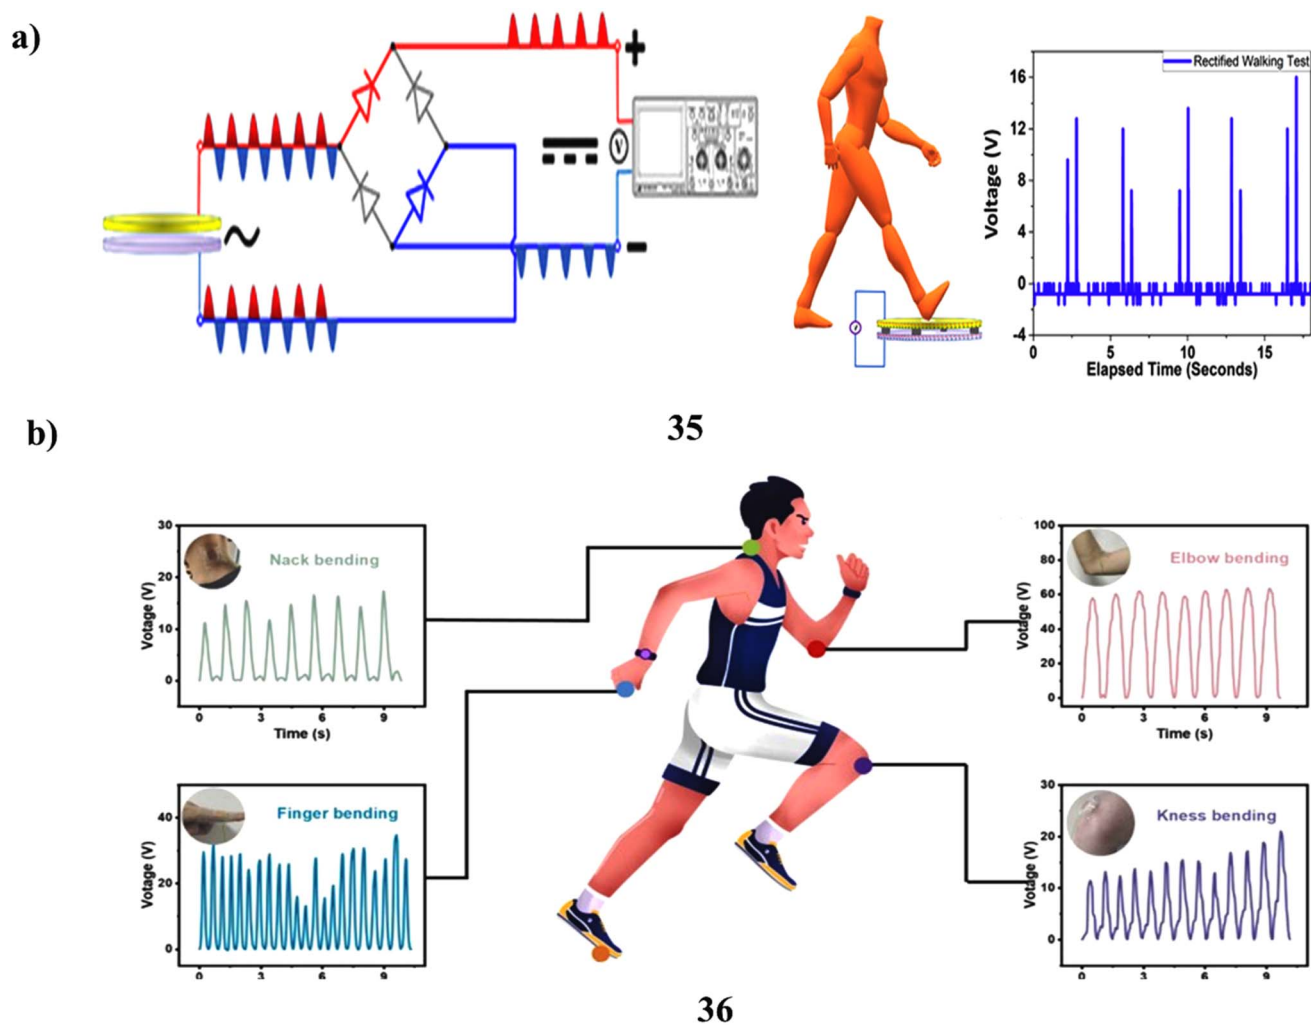 a)
+
V
-
~
Rectified Walking Test
16
12
8
4
0
-4
Voltage (V)
0 5 10 15
Elapsed Time (Seconds)
35
b)
30
20
10
0
Votage (V)
Nack bending
0 3 6 9
Time (s)
100
80
60
40
20
0
Votage (V)
Elbow bending
0 3 6 9
Time (s)
40
20
0
Votage (V)
Finger bending
0 3 6 9
30
20
10
0
Votage (V)
Kness bending
0 3 6 9
36